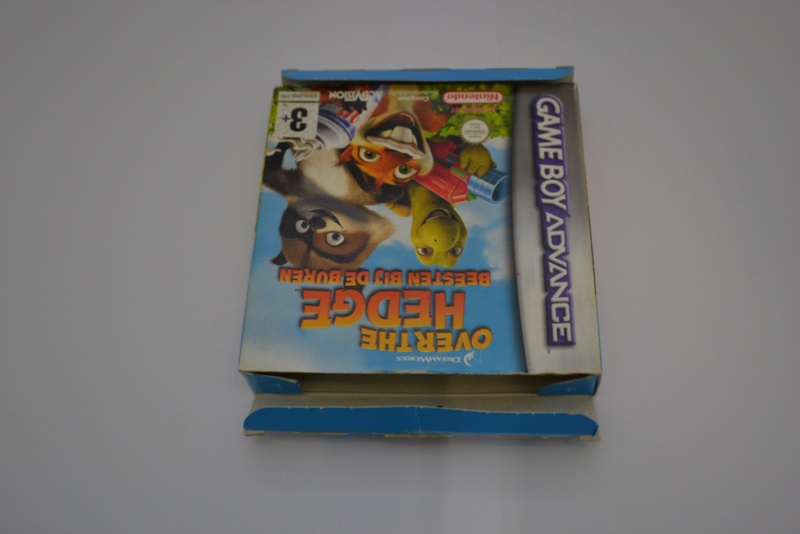 GAME BOY ADVANCE
DREAMWORKS
OVER THE
HEDGE
BEESTEN BIJ DE BUREN
3+
ACTIVISION
Nintendo